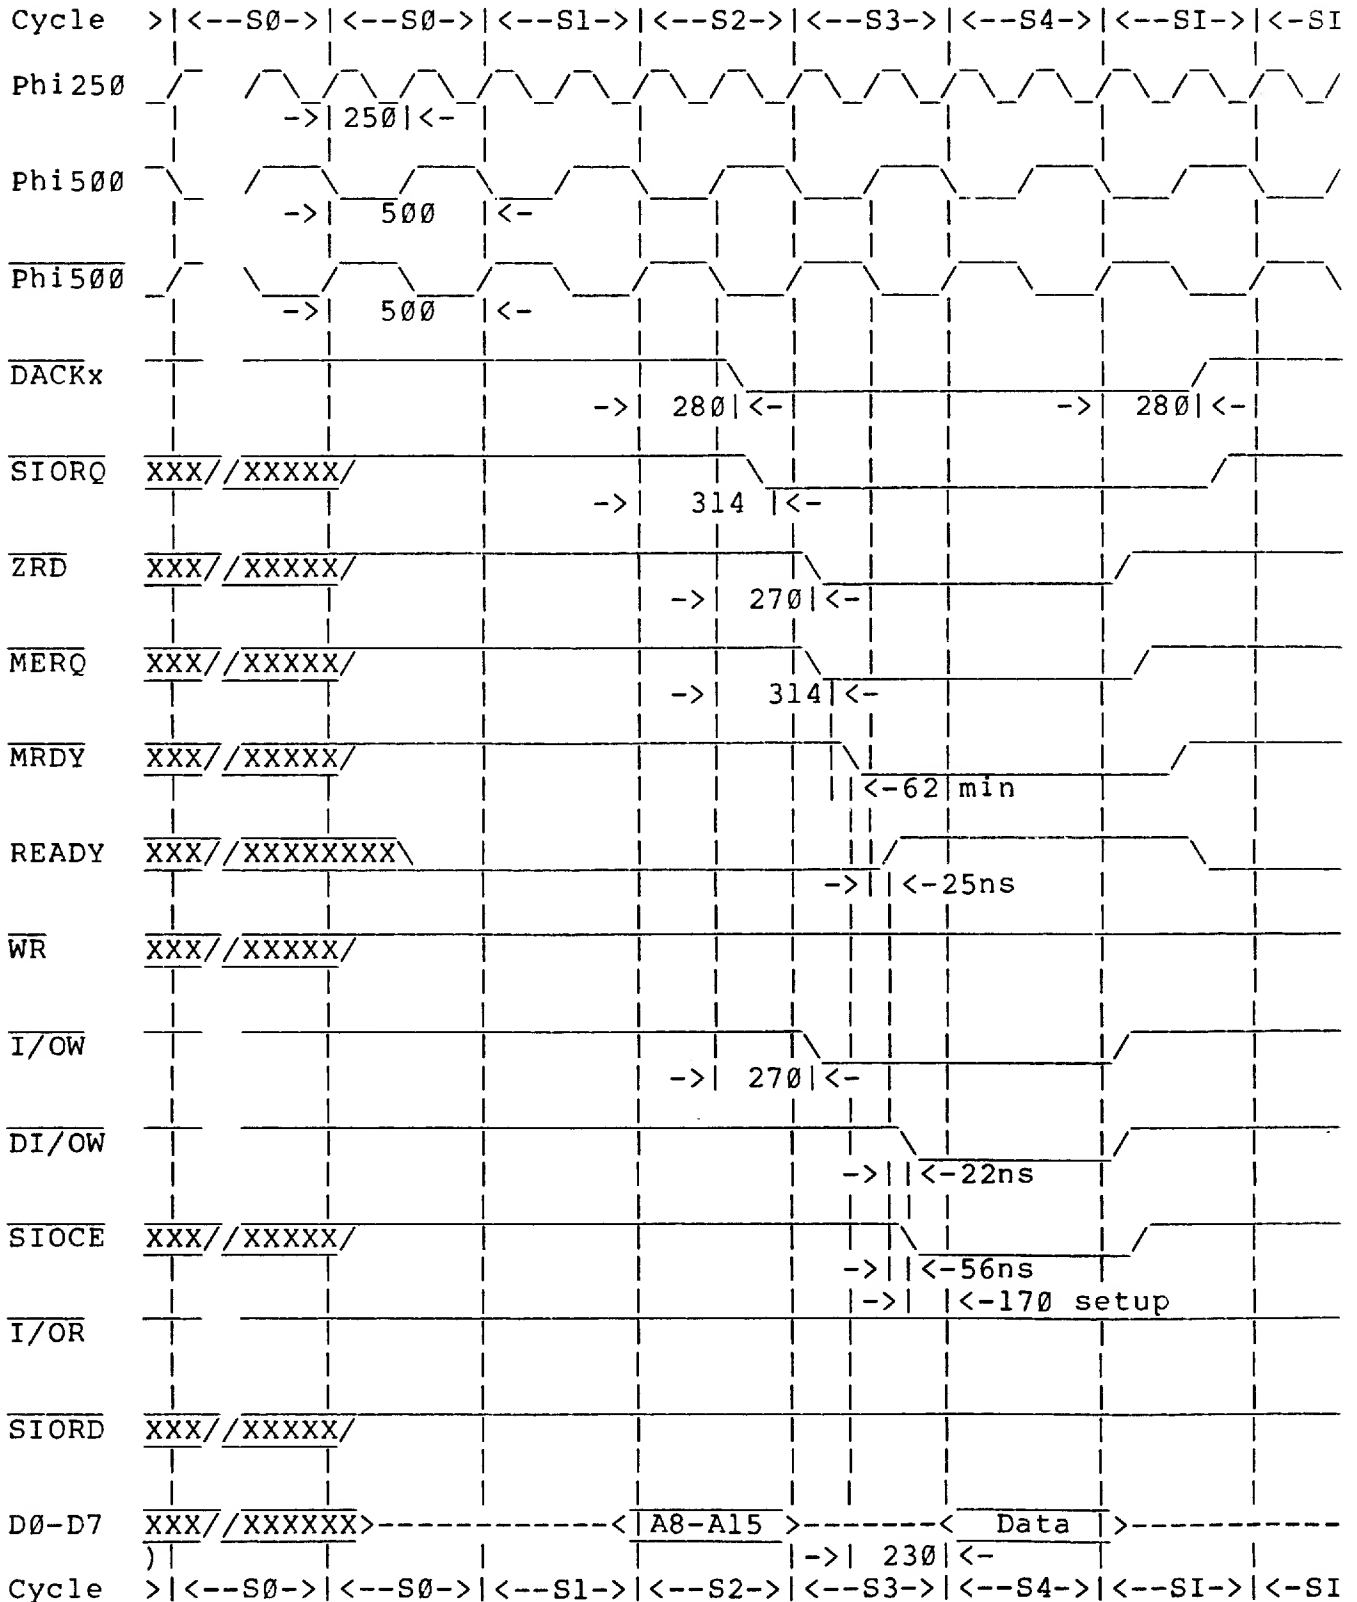 Cycle >|<--SØ->|<--SØ->|<--S1->|<--S2->|<--S3->|<--S4->|<--SI->|<-SI
Phi25Ø
->|25Ø|<-
Phi5ØØ
->| 5ØØ |<-
Phi5ØØ
->| 5ØØ |<-
DACKx
->| 28Ø|<- ->| 28Ø|<-
SIORQ XXX//XXXXX/
->| 314 |<-
ZRD XXX//XXXXX/
->| 27Ø|<-
MERQ XXX//XXXXX/
->| 314|<-
MRDY XXX//XXXXX/
|<-62 min
READY XXX//XXXXXXXX\
->| |<-25ns
WR XXX//XXXXX/
I/OW
->| 27Ø|<-
DI/OW
->||<-22ns
SIOCE XXX//XXXXX/
->||<-56ns
|->| |<-17Ø setup
I/OR
SIORD XXX//XXXXX/
DØ-D7 XXX//XXXXXX>------------<|A8-A15 >-------< Data |>-----------
)| |->| 23Ø|<-
Cycle >|<--SØ->|<--SØ->|<--S1->|<--S2->|<--S3->|<--S4->|<--SI->|<-SI